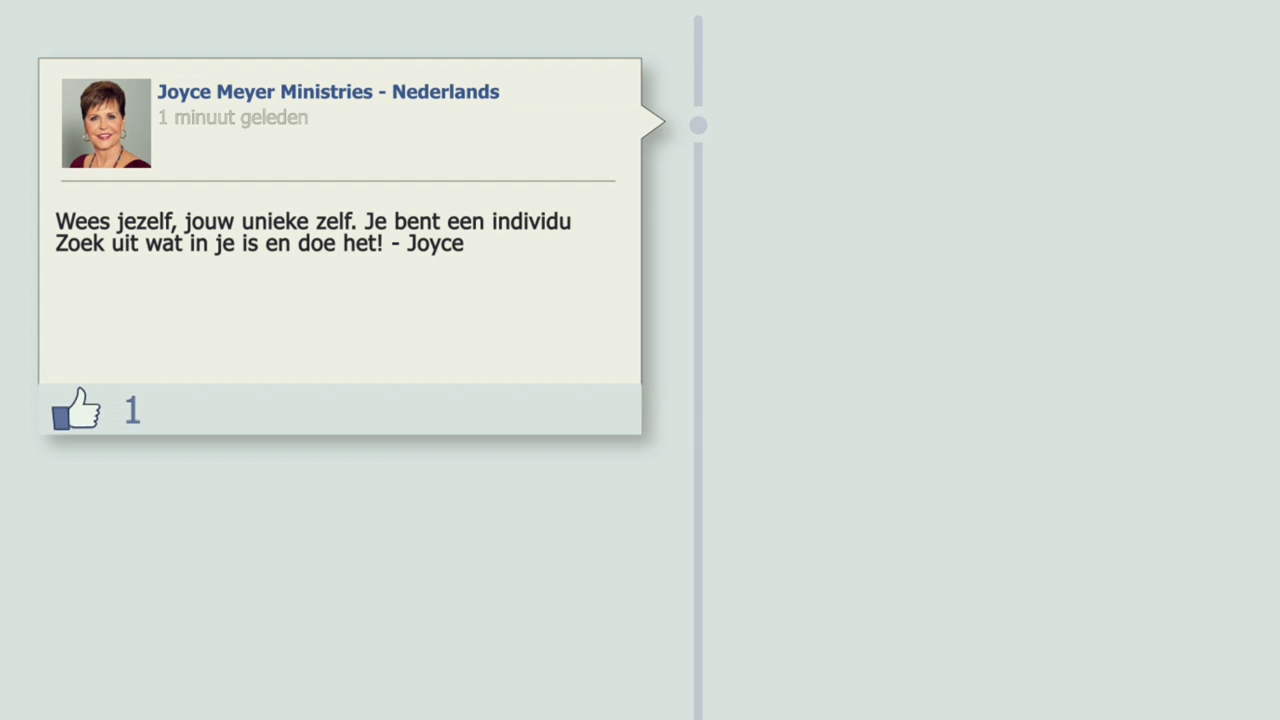 Joyce Meyer Ministries - Nederlands
1 minuut geleden
Wees jezelf, jouw unieke zelf. Je bent een individu
Zoek uit wat in je is en doe het! - Joyce
1